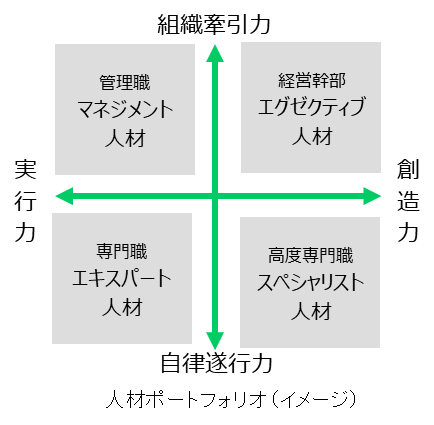 組織牽引力
管理職
マネジメント
人材
経営幹部
エグゼクティブ
人材
実行力
創造力
専門職
エキスパート
人材
高度専門職
スペシャリスト
人材
自律遂行力
人材ポートフォリオ（イメージ）